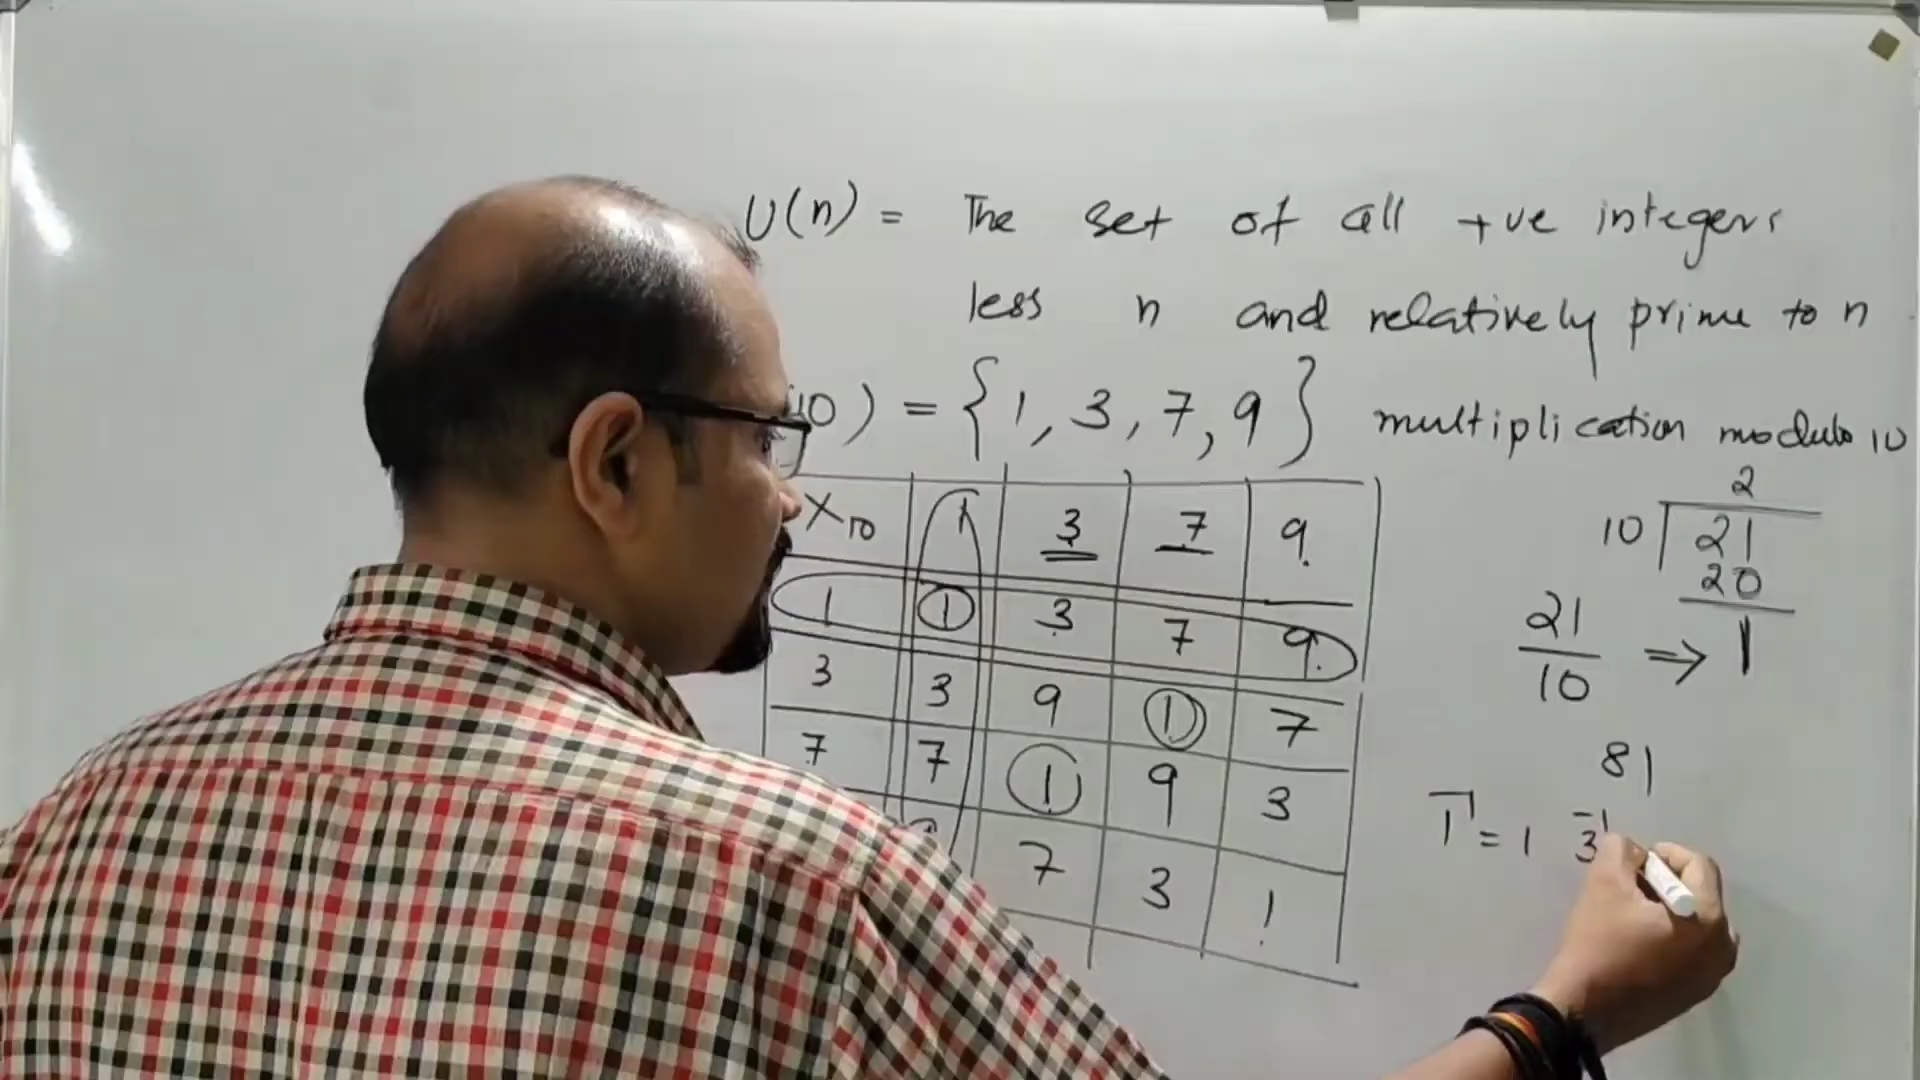 U(n) = The set of all +ve integers
less n and relatively prime to n
10) = {1, 3, 7, 9} multiplication modulo 10
×10 1 3 7 9
1 1 3 7 9
3 3 9 1 7
7 7 1 9 3
7 3 1
2
10 21
20
1
21/10 ⇒ 1
81
1⁻¹ = 1 3⁻¹